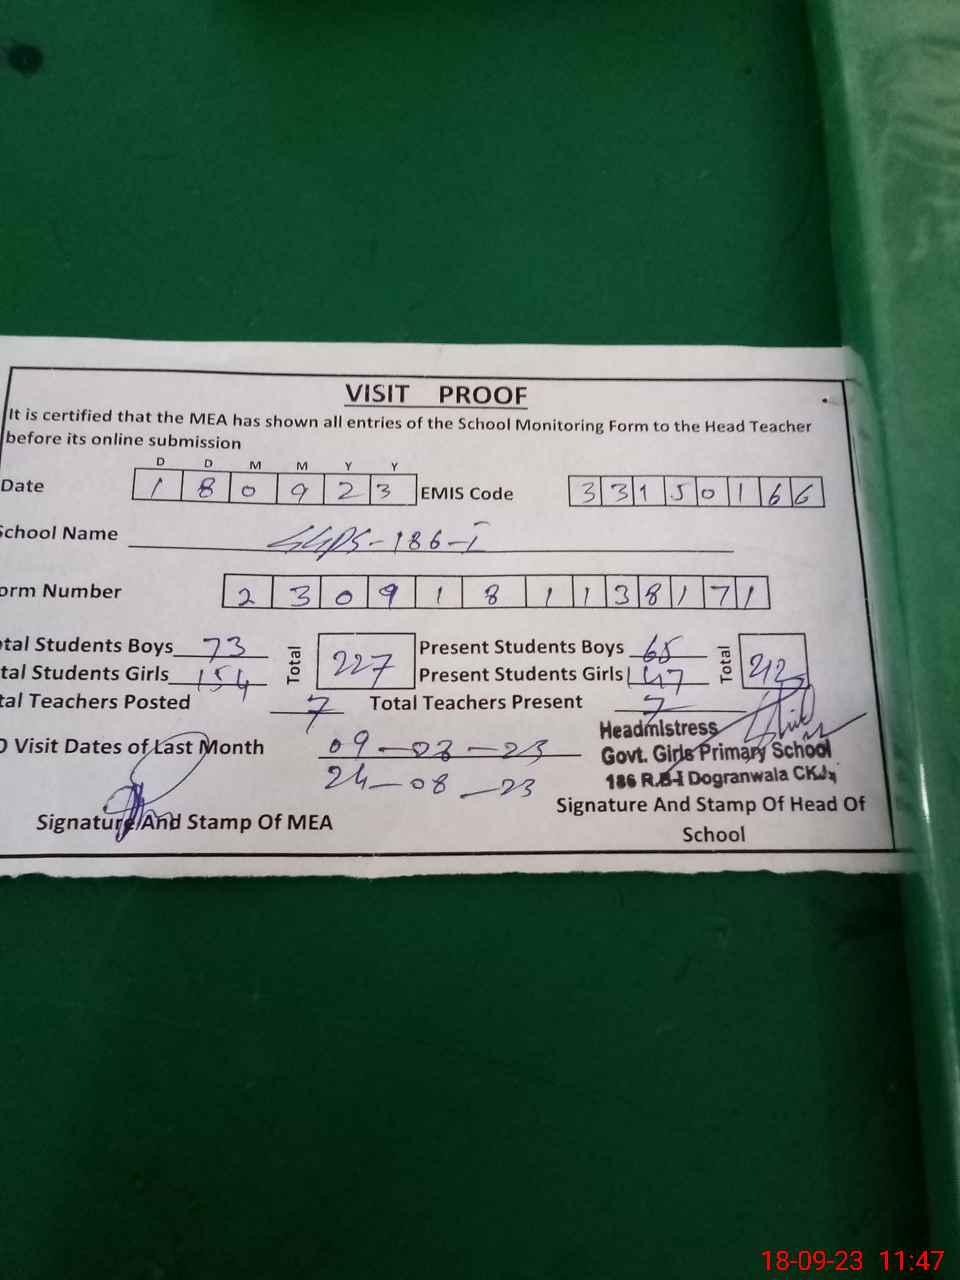 VISIT PROOF
It is certified that the MEA has shown all entries of the School Monitoring Form to the Head Teacher
before its online submission
D D M M Y Y
Date 1 8 0 9 2 3 EMIS Code 3 3 1 5 0 1 6 6
School Name GGPS-186-I
orm Number 2 3 0 9 1 8 1 1 3 8 1 7 1
otal Students Boys 73 Total 227 Present Students Boys 65 Total 212
tal Students Girls 154 Present Students Girls 147
tal Teachers Posted 7 Total Teachers Present 7
O Visit Dates of Last Month 09-08-23
24-08-23
Headmistress
Govt. Girls Primary School
186 R.B-I Dogranwala
Signature And Stamp Of MEA
Signature And Stamp Of Head Of
School
18-09-23 11:47